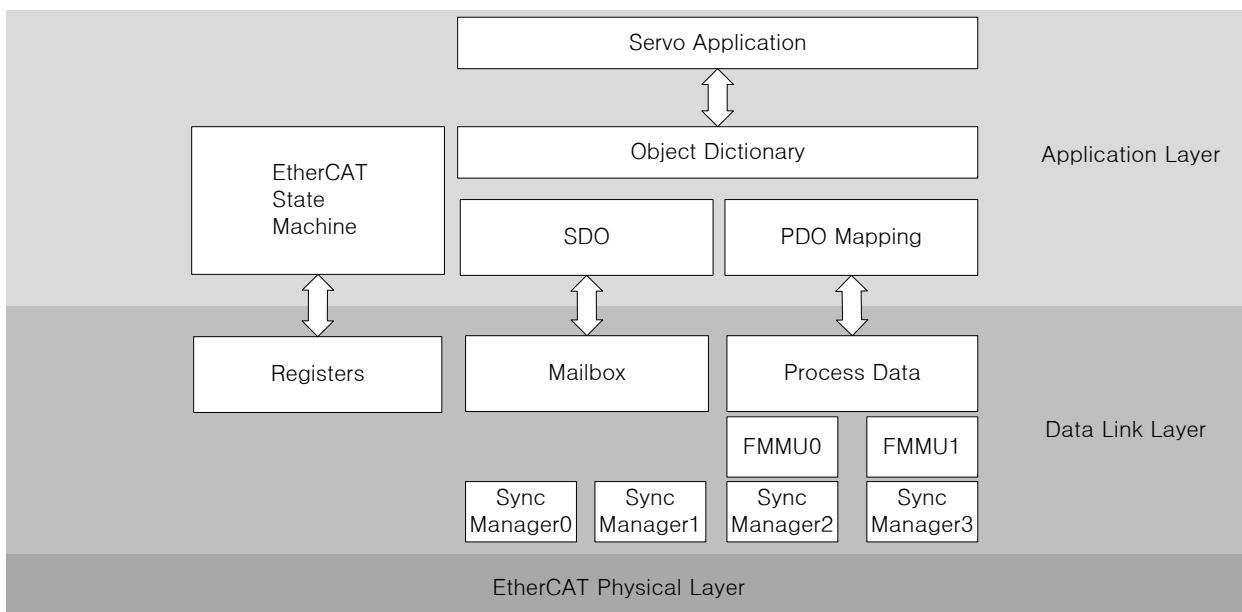 Servo Application
Object Dictionary
Application Layer
EtherCAT
State
Machine
SDO
PDO Mapping
Registers
Mailbox
Process Data
Data Link Layer
FMMU0
FMMU1
Sync
Manager0
Sync
Manager1
Sync
Manager2
Sync
Manager3
EtherCAT Physical Layer